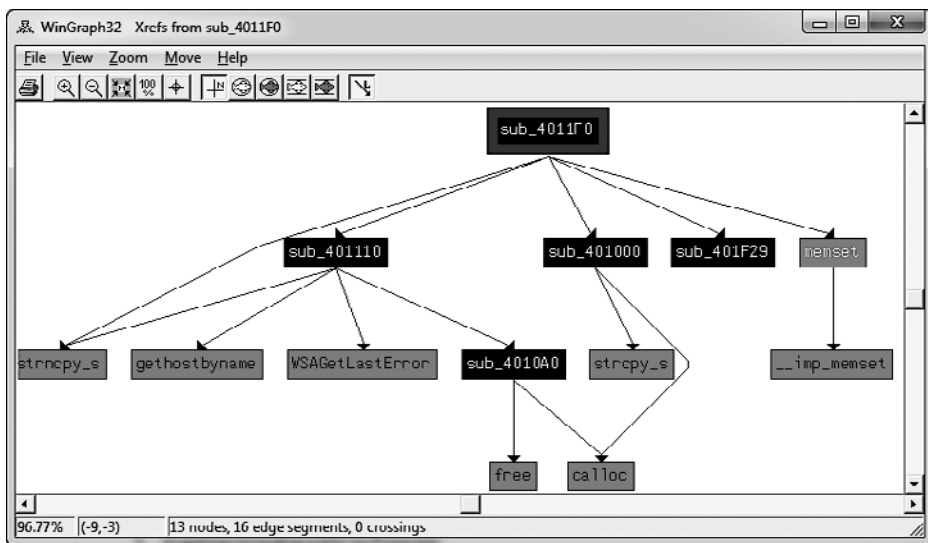 WinGraph32 Xrefs from sub_4011F0
File View Zoom Move Help
100
%
N
sub_4011F0
sub_401110 sub_401000 sub_401F29 memset
strncpy_s gethostbyname WSAGetLastError sub_4010A0 strcpy_s __imp_memset
free calloc
96.77% (-9,-3) 13 nodes, 16 edge segments, 0 crossings